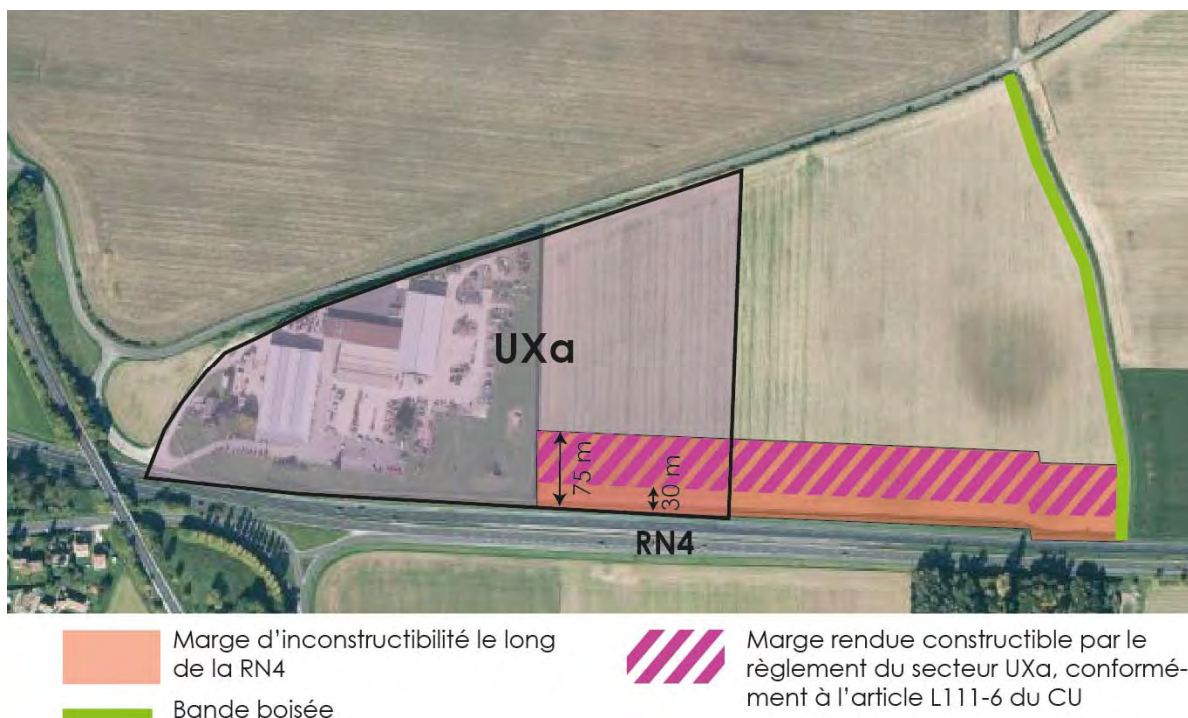 UXa
75 m
30 m
RN4
Marge d'inconstructibilité le long
de la RN4
Bande boisée
Marge rendue constructible par le
règlement du secteur UXa, conformé-
ment à l'article L111-6 du CU